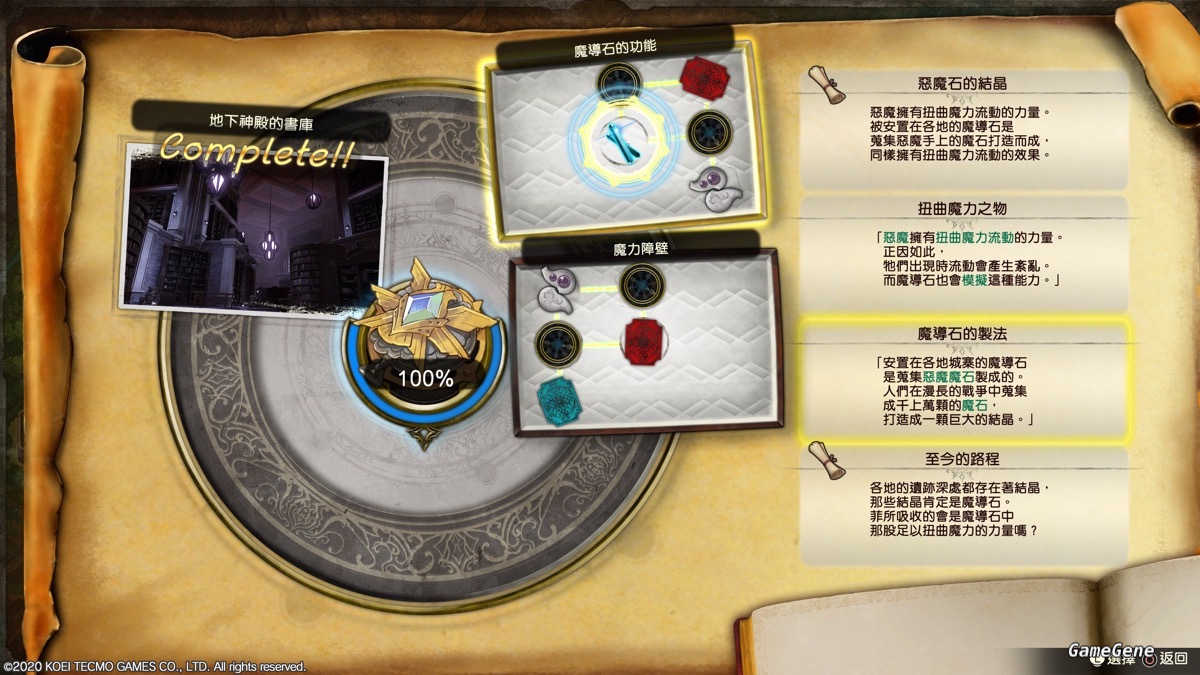 地下神殿的書庫
Complete!!
100%
魔導石的功能
魔力障壁
惡魔石的結晶
惡魔擁有扭曲魔力流動的力量。
被安置在各地的魔導石是
蒐集惡魔手上的魔石打造而成，
同樣擁有扭曲魔力流動的效果。
扭曲魔力之物
「惡魔擁有扭曲魔力流動的力量。
正因如此，
牠們出現時流動會產生紊亂。
而魔導石也會模擬這種能力。」
魔導石的製法
「安置在各地城寨的魔導石
是蒐集惡魔魔石製成的。
人們在漫長的戰爭中蒐集
成千上萬顆的魔石，
打造成一顆巨大的結晶。」
至今的路程
各地的遺跡深處都存在著結晶，
那些結晶肯定是魔導石。
菲所吸收的會是魔導石中
那股足以扭曲魔力的力量嗎？
©2020 KOEI TECMO GAMES CO., LTD. All rights reserved.
GameGene
L 選擇 返回